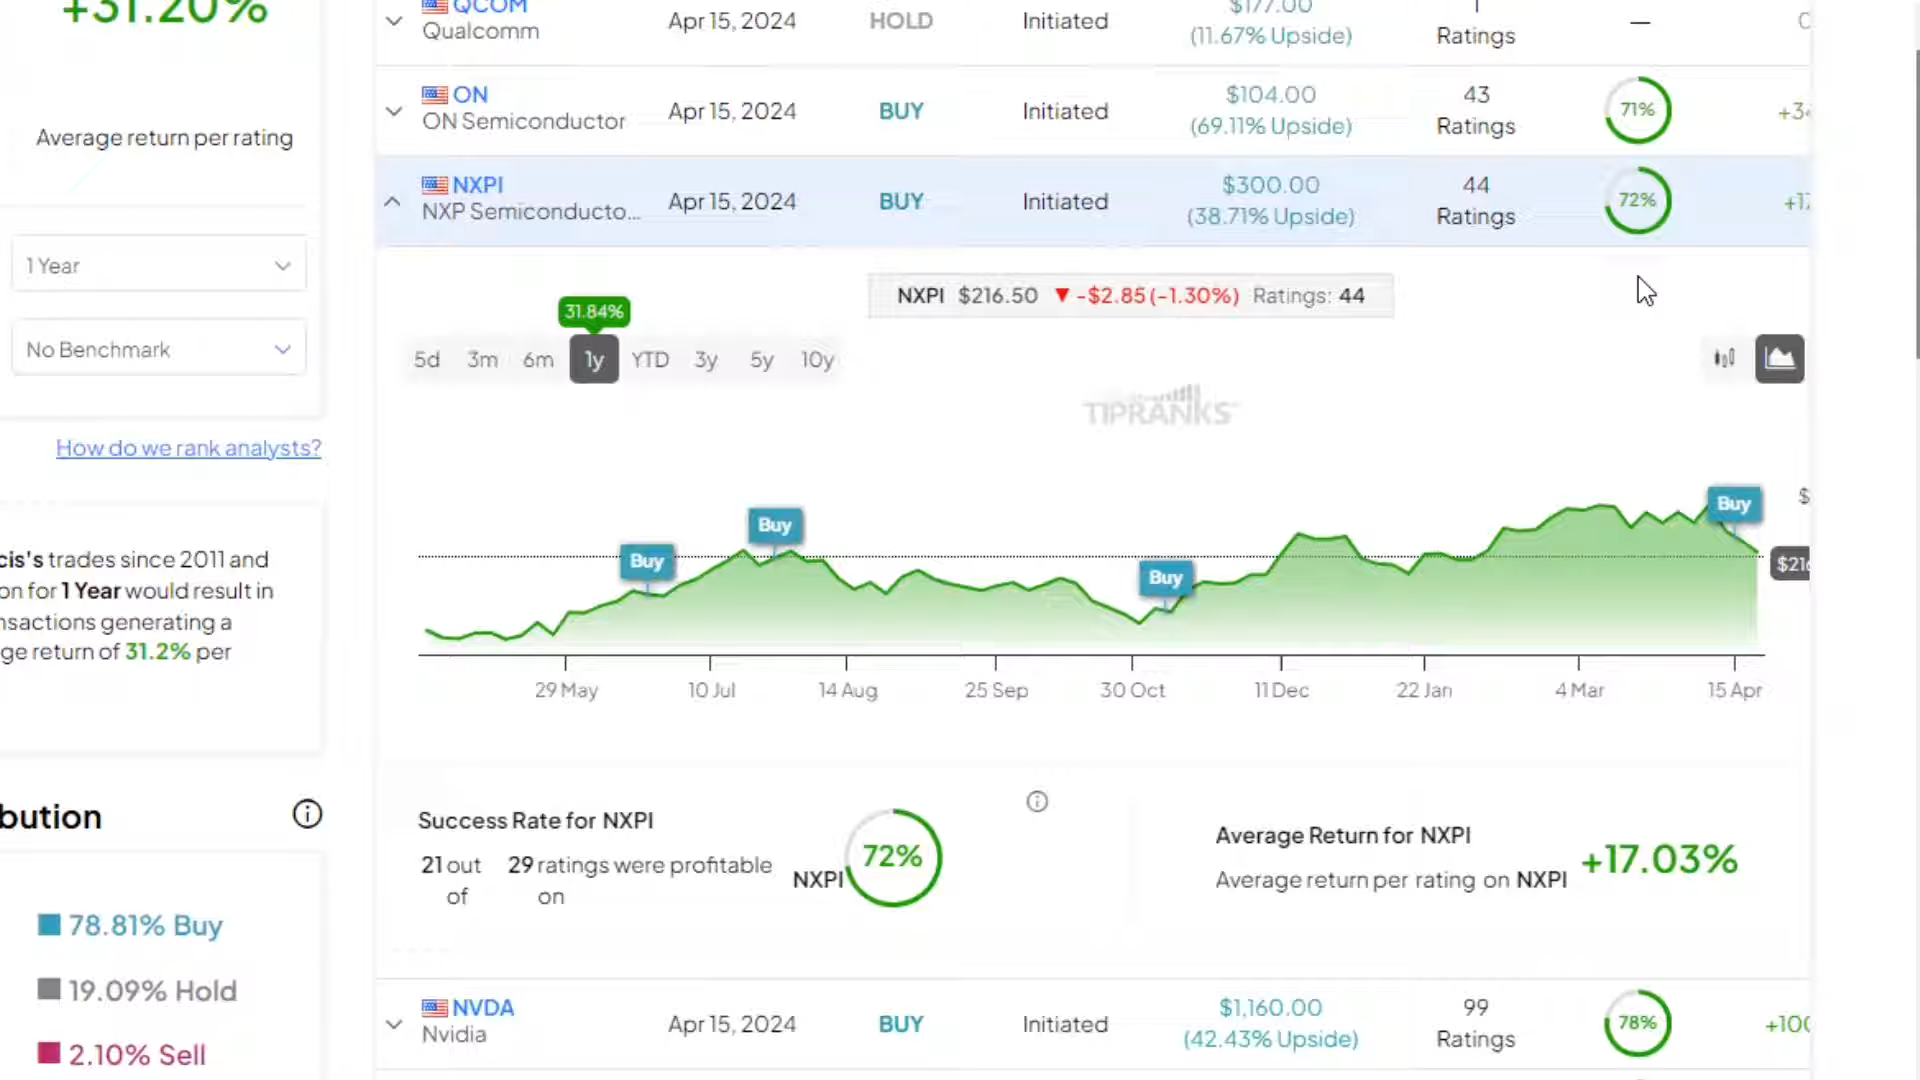 +31.20%
Average return per rating
1 Year
No Benchmark
How do we rank analysts?
cis's trades since 2011 and
on for 1 Year would result in
nsactions generating a
ge return of 31.2% per
bution
78.81% Buy
19.09% Hold
2.10% Sell
QCOM
Qualcomm
Apr 15, 2024
HOLD
Initiated
$177.00
(11.67% Upside)
1
Ratings
—
ON
ON Semiconductor
Apr 15, 2024
BUY
Initiated
$104.00
(69.11% Upside)
43
Ratings
71%
+34
NXPI
NXP Semiconducto...
Apr 15, 2024
BUY
Initiated
$300.00
(38.71% Upside)
44
Ratings
72%
+17
NXPI $216.50 ▼ -$2.85 (-1.30%) Ratings: 44
31.84%
5d 3m 6m 1y YTD 3y 5y 10y
TIPRANKS
Buy
Buy
Buy
Buy
$
$216
29 May 10 Jul 14 Aug 25 Sep 30 Oct 11 Dec 22 Jan 4 Mar 15 Apr
Success Rate for NXPI
21 out of 29 ratings were profitable on NXPI
72%
Average Return for NXPI
Average return per rating on NXPI
+17.03%
NVDA
Nvidia
Apr 15, 2024
BUY
Initiated
$1,160.00
(42.43% Upside)
99
Ratings
78%
+100